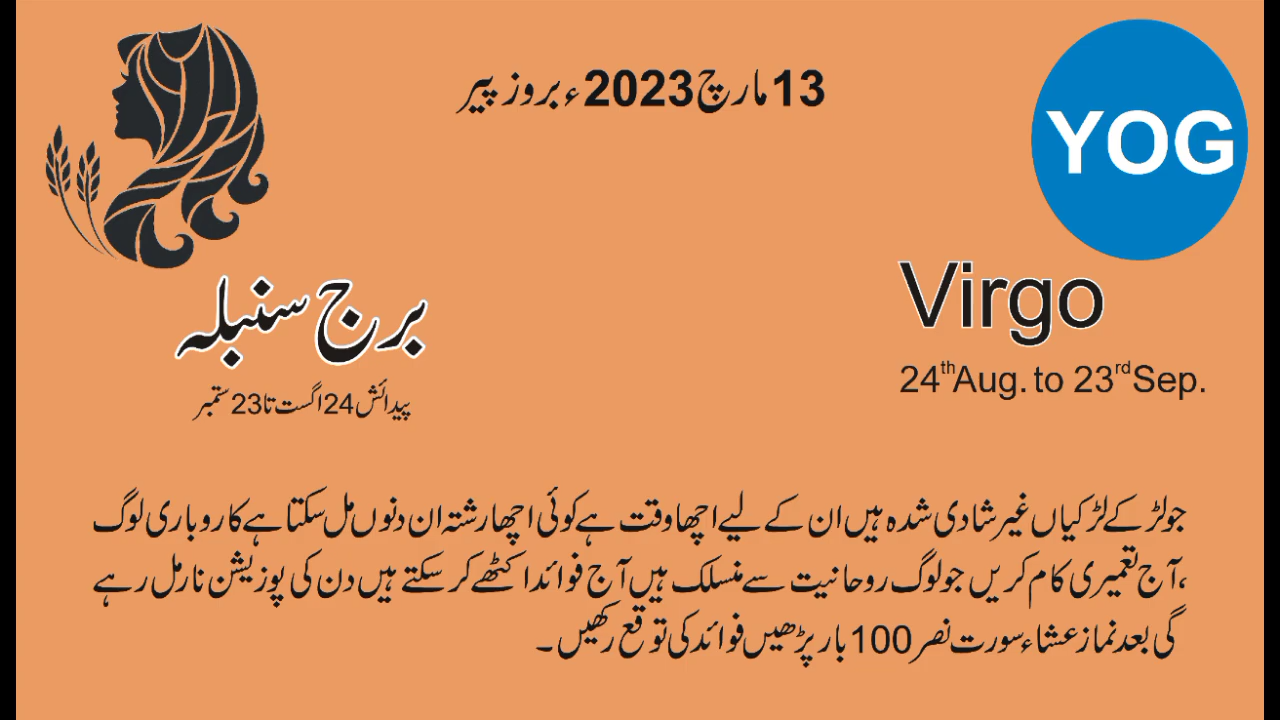 13 مارچ 2023ء بروز پیر
YOG
برج سنبلہ
پیدائش 24 اگست تا 23 ستمبر
Virgo
24th Aug. to 23rd Sep.
جو لڑکے لڑکیاں غیر شادی شدہ ہیں ان کے لیے اچھا وقت ہے کوئی اچھا رشتہ ان دنوں مل سکتا ہے کاروباری لوگ
،آج تعمیری کام کریں جو لوگ روحانیت سے منسلک ہیں آج فوائد اکٹھے کر سکتے ہیں دن کی پوزیشن نارمل رہے
گی بعد نماز عشاء سورت نصر 100 بار پڑھیں فوائد کی توقع رکھیں ۔